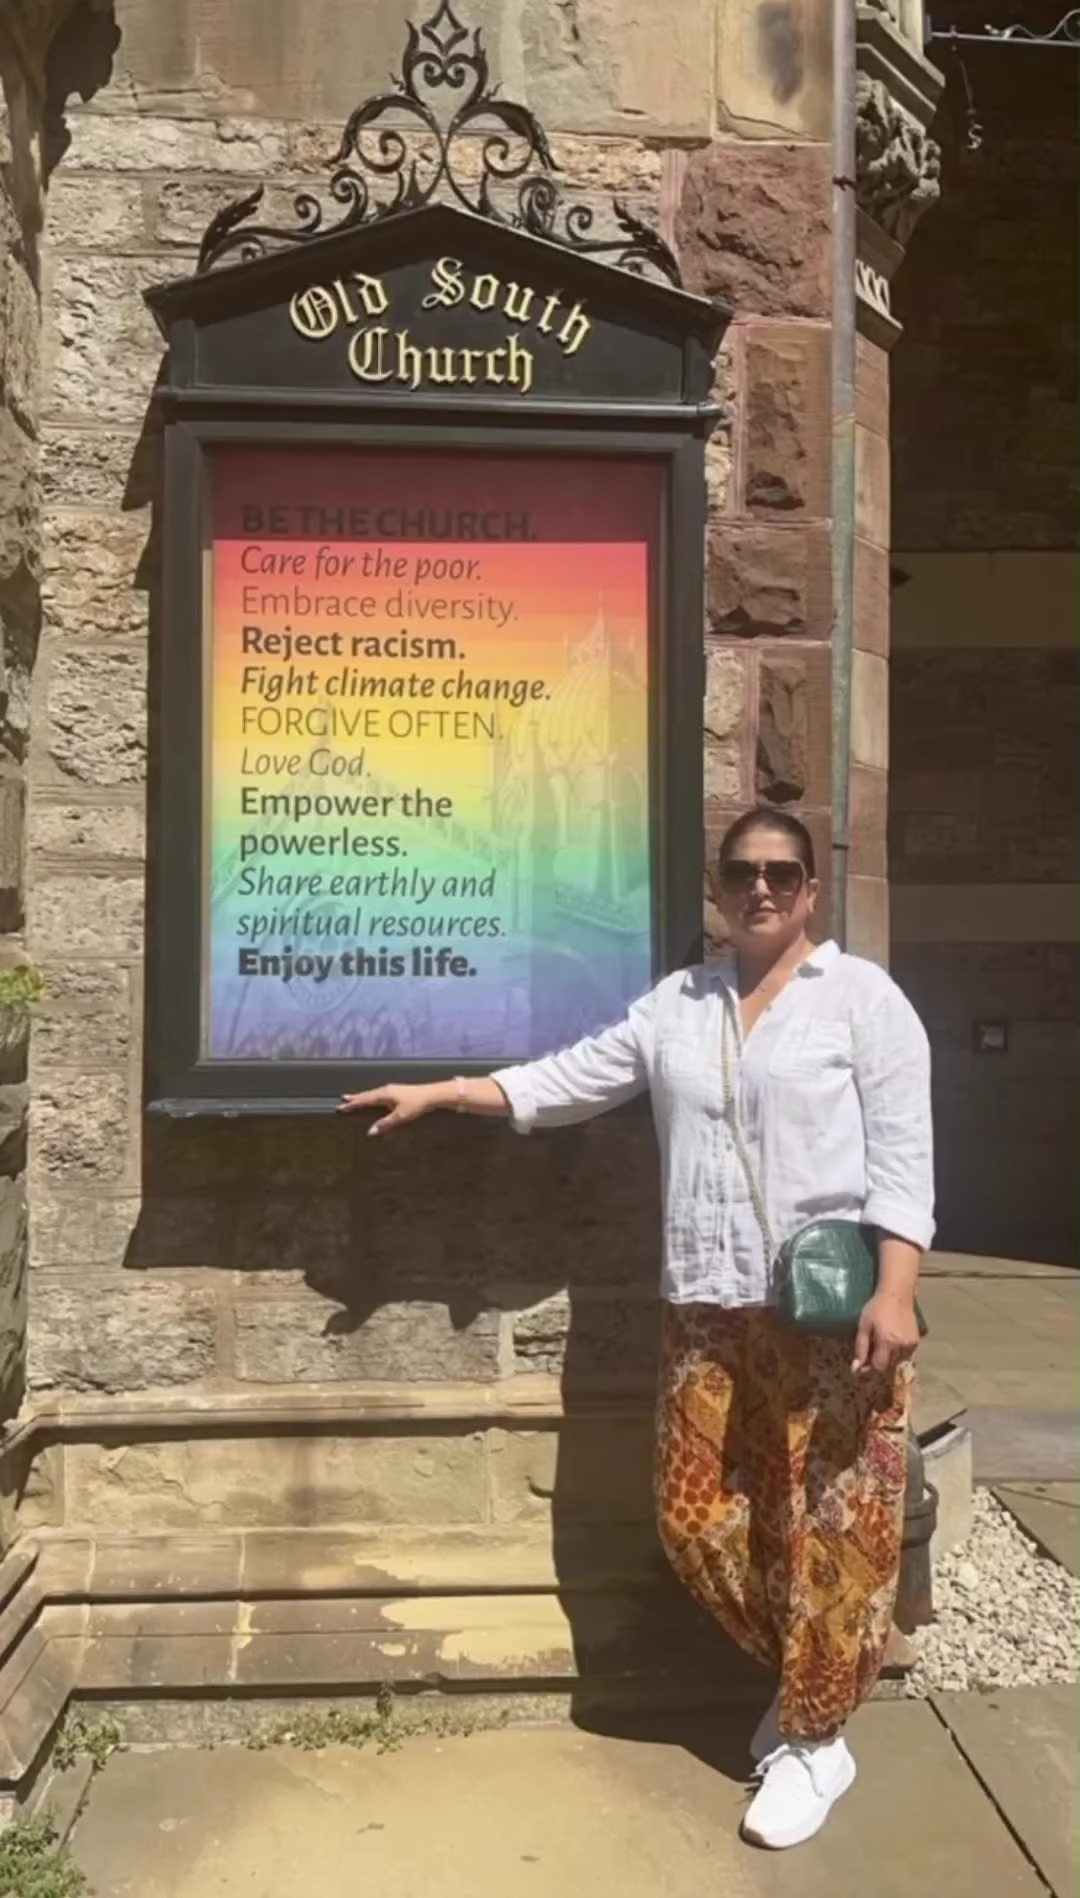 Old South
Church
BE THE CHURCH.
Care for the poor.
Embrace diversity.
Reject racism.
Fight climate change.
FORGIVE OFTEN.
Love God.
Empower the
powerless.
Share earthly and
spiritual resources.
Enjoy this life.